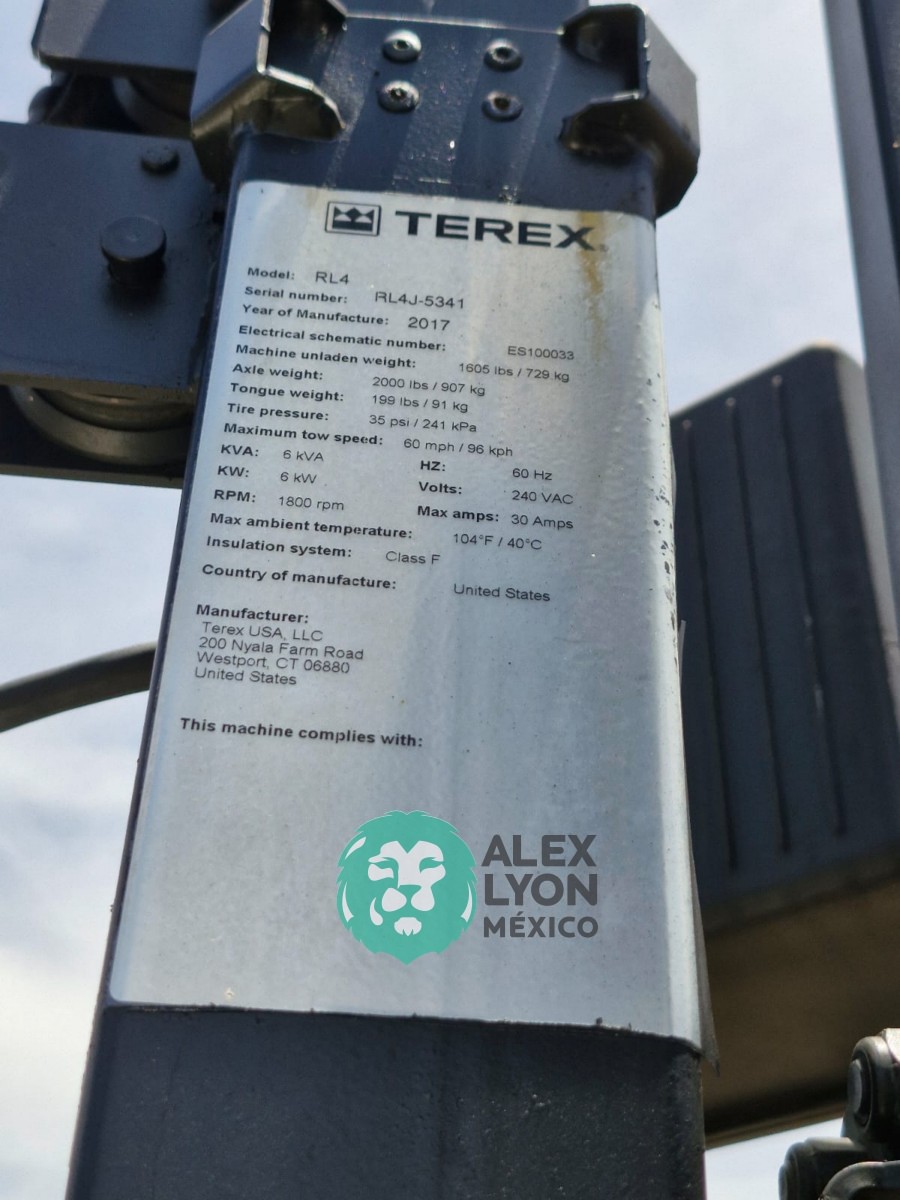 TEREX
Model: RL4
Serial number: RL4J-5341
Year of Manufacture: 2017
Electrical schematic number: ES100033
Machine unladen weight: 1605 lbs / 729 kg
Axle weight: 2000 lbs / 907 kg
Tongue weight: 199 lbs / 91 kg
Tire pressure: 35 psi / 241 kPa
Maximum tow speed: 60 mph / 96 kph
KVA: 6 kVA HZ: 60 Hz
KW: 6 kW Volts: 240 VAC
RPM: 1800 rpm Max amps: 30 Amps
Max ambient temperature: 104°F / 40°C
Insulation system: Class F
Country of manufacture: United States
Manufacturer:
Terex USA, LLC
200 Nyala Farm Road
Westport, CT 06880
United States
This machine complies with:
ALEX
LYON
MÉXICO